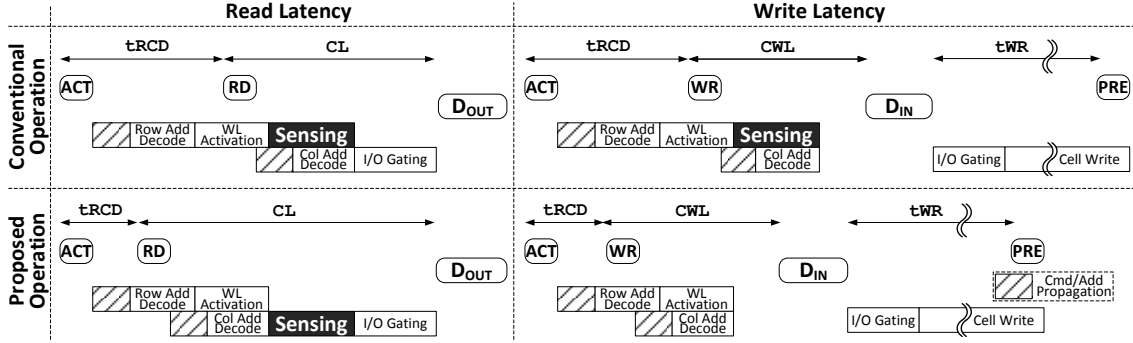 Read Latency
Write Latency
Conventional
Operation
tRCD
CL
ACT
RD
DOUT
Row Add
Decode
WL
Activation
Sensing
Col Add
Decode
I/O Gating
tRCD
CWL
tWR
ACT
WR
DIN
PRE
Row Add
Decode
WL
Activation
Sensing
Col Add
Decode
I/O Gating
Cell Write
Proposed
Operation
tRCD
CL
ACT
RD
DOUT
Row Add
Decode
WL
Activation
Col Add
Decode
Sensing
I/O Gating
tRCD
CWL
tWR
ACT
WR
DIN
PRE
Cmd/Add
Propagation
Row Add
Decode
WL
Activation
Col Add
Decode
I/O Gating
Cell Write